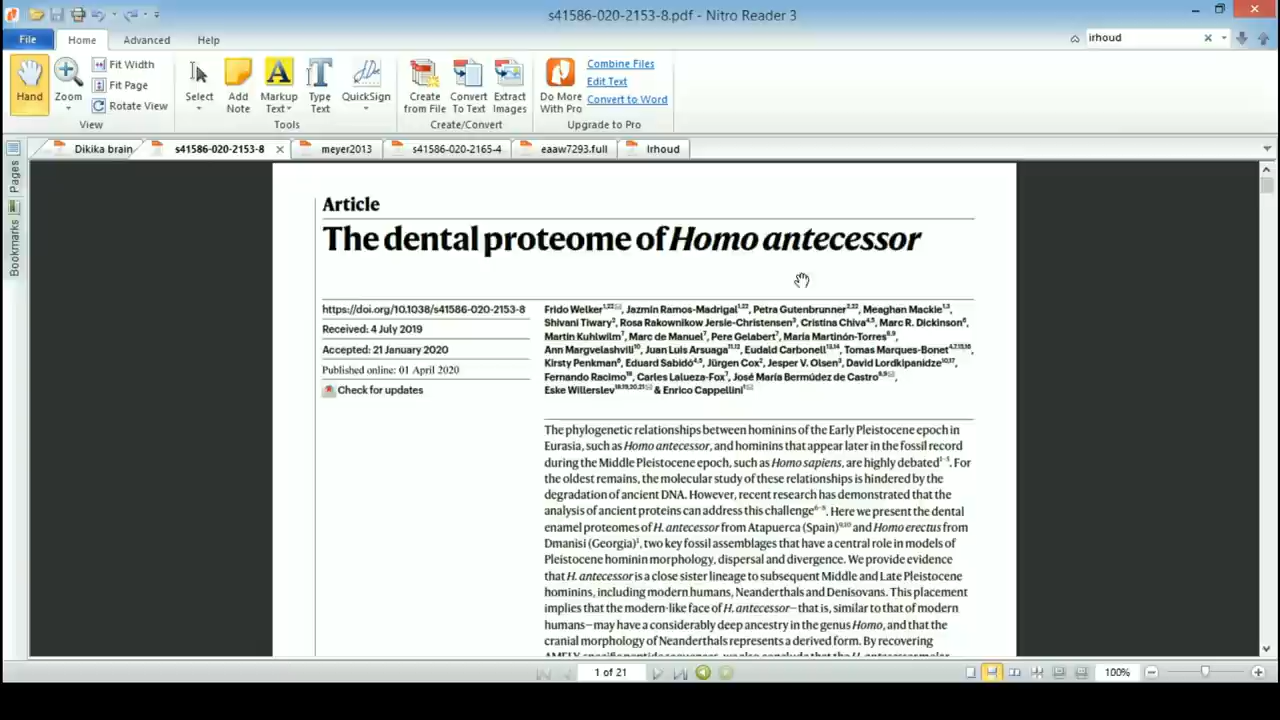 s41586-020-2153-8.pdf - Nitro Reader 3
File Home Advanced Help
irhoud
Hand
Zoom
Fit Width
Fit Page
Rotate View
View
Select
Add Note
Markup Text
Type Text
QuickSign
Tools
Create from File
Convert To Text
Extract Images
Create/Convert
Do More With Pro
Combine Files
Edit Text
Convert to Word
Upgrade to Pro
Dikika brain s41586-020-2153-8 meyer2013 s41586-020-2165-4 eaaw7293.full Irhoud
Pages
Bookmarks
Article
The dental proteome of Homo antecessor
https://doi.org/10.1038/s41586-020-2153-8
Received: 4 July 2019
Accepted: 21 January 2020
Published online: 01 April 2020
Check for updates
Frido Welker, Jazmín Ramos-Madrigal, Petra Gutenbrunner, Meaghan Mackie,
Shivani Tiwary, Rosa Rakownikow Jersie-Christensen, Cristina Chiva, Marc R. Dickinson,
Martin Kuhlwilm, Marc de Manuel, Pere Gelabert, María Martinón-Torres,
Ann Margvelashvili, Juan Luis Arsuaga, Eudald Carbonell, Tomas Marques-Bonet,
Kirsty Penkman, Eduard Sabidó, Jürgen Cox, Jesper V. Olsen, David Lordkipanidze,
Fernando Racimo, Carles Lalueza-Fox, José María Bermúdez de Castro,
Eske Willerslev & Enrico Cappellini
The phylogenetic relationships between hominins of the Early Pleistocene epoch in
Eurasia, such as Homo antecessor, and hominins that appear later in the fossil record
during the Middle Pleistocene epoch, such as Homo sapiens, are highly debated. For
the oldest remains, the molecular study of these relationships is hindered by the
degradation of ancient DNA. However, recent research has demonstrated that the
analysis of ancient proteins can address this challenge. Here we present the dental
enamel proteomes of H. antecessor from Atapuerca (Spain) and Homo erectus from
Dmanisi (Georgia), two key fossil assemblages that have a central role in models of
Pleistocene hominin morphology, dispersal and divergence. We provide evidence
that H. antecessor is a close sister lineage to subsequent Middle and Late Pleistocene
hominins, including modern humans, Neanderthals and Denisovans. This placement
implies that the modern-like face of H. antecessor—that is, similar to that of modern
humans—may have a considerably deep ancestry in the genus Homo, and that the
cranial morphology of Neanderthals represents a derived form. By recovering
1 of 21
100%